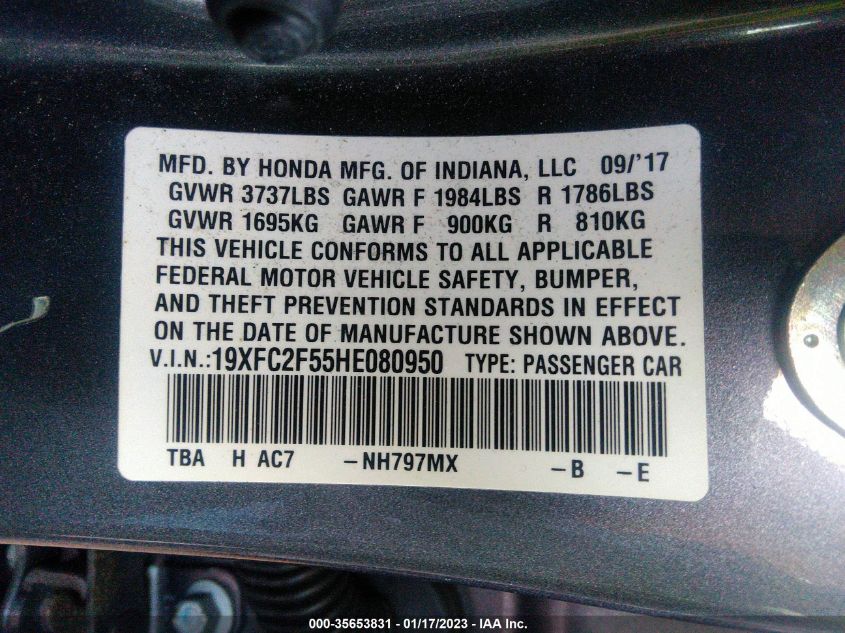 MFD. BY HONDA MFG. OF INDIANA, LLC 09/'17
GVWR 3737LBS GAWR F 1984LBS R 1786LBS
GVWR 1695KG GAWR F 900KG R 810KG
THIS VEHICLE CONFORMS TO ALL APPLICABLE
FEDERAL MOTOR VEHICLE SAFETY, BUMPER,
AND THEFT PREVENTION STANDARDS IN EFFECT
ON THE DATE OF MANUFACTURE SHOWN ABOVE.
V.I.N.:19XFC2F55HE080950 TYPE: PASSENGER CAR
TBA H AC7 -NH797MX -B -E
000-35653831 - 01/17/2023 - IAA Inc.